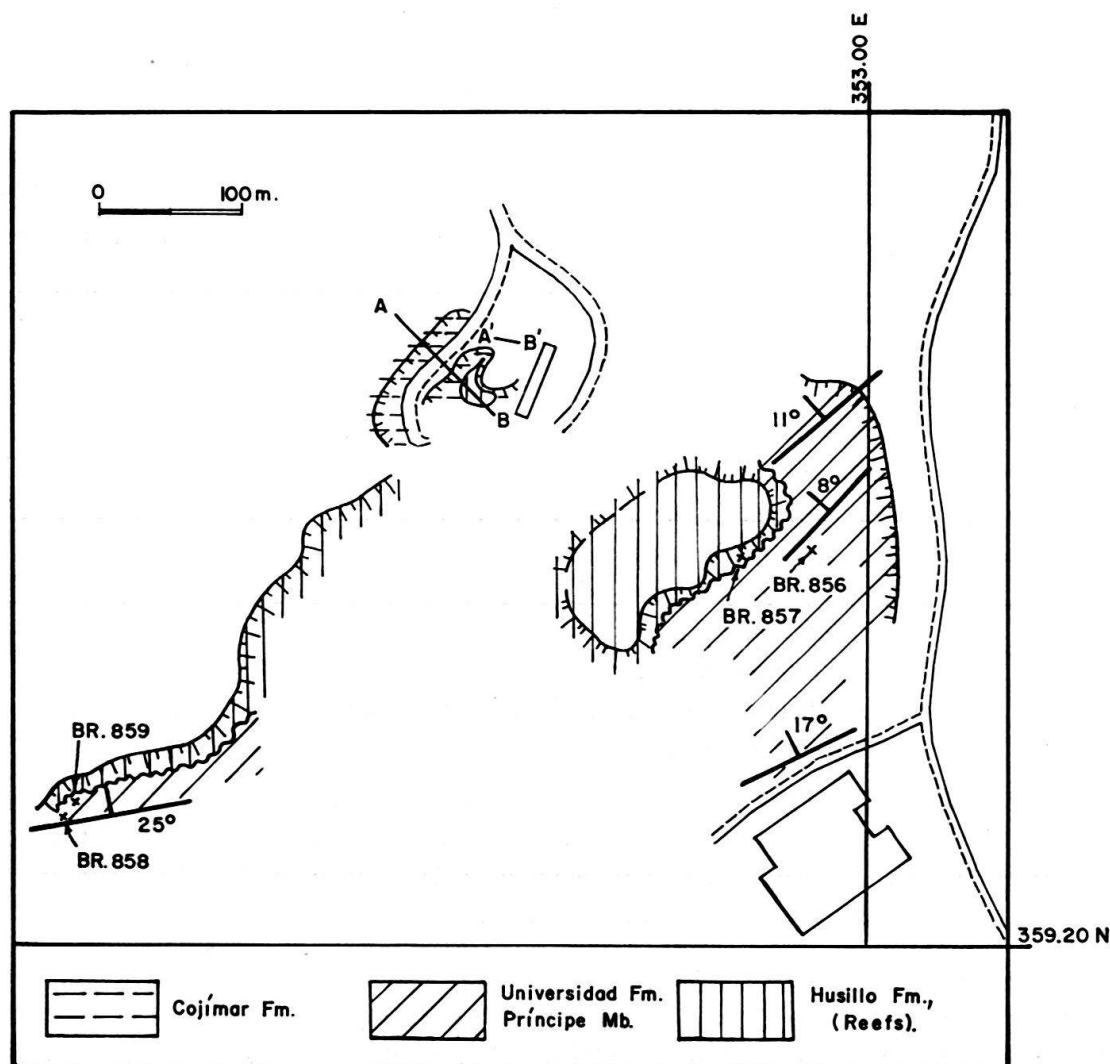 353.00 E
0 100 m.
A
A' B'
B
11°
8°
BR. 856
BR. 857
BR. 859
17°
25°
BR. 858
359.20 N
Cojímar Fm.
Universidad Fm.
Príncipe Mb.
Husillo Fm.,
(Reefs).